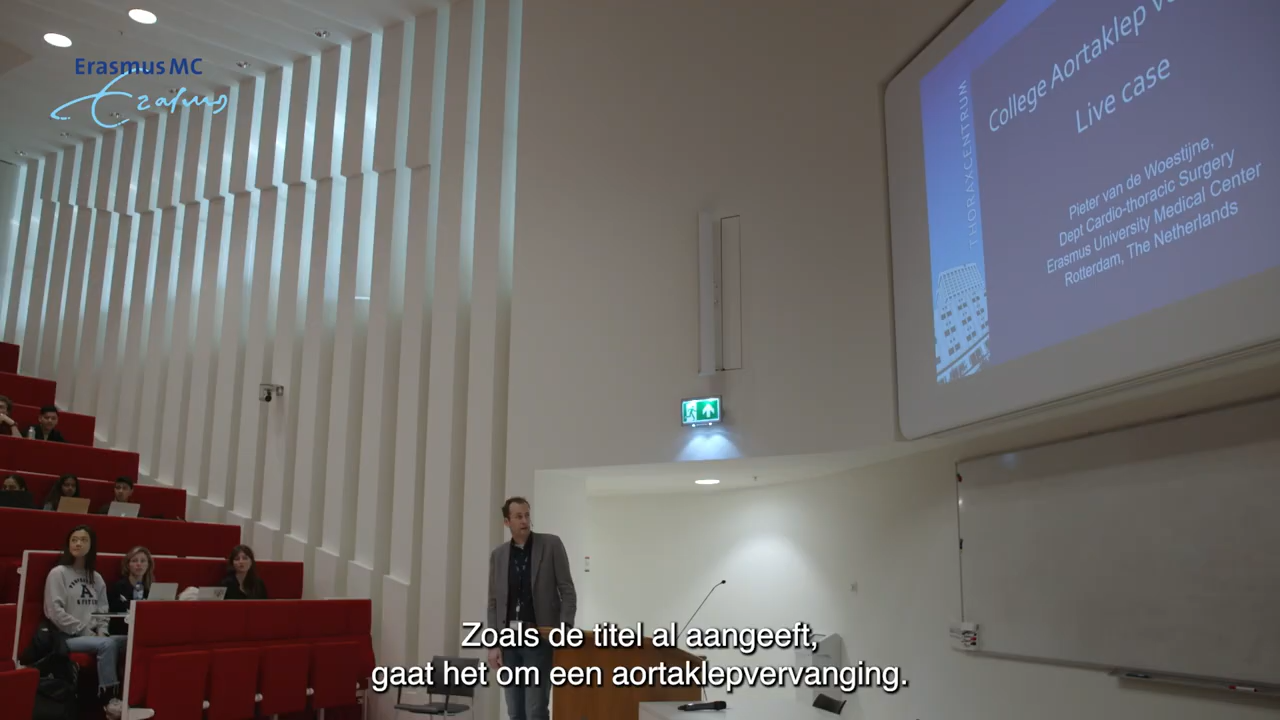 Erasmus MC
Erasmus
THORAXCENTRUM
College Aortaklep
Live case
Pieter van de Woestijne,
Dept Cardio-thoracic Surgery
Erasmus University Medical Center
Rotterdam, The Netherlands
A
Zoals de titel al aangeeft,
gaat het om een aortaklepvervanging.